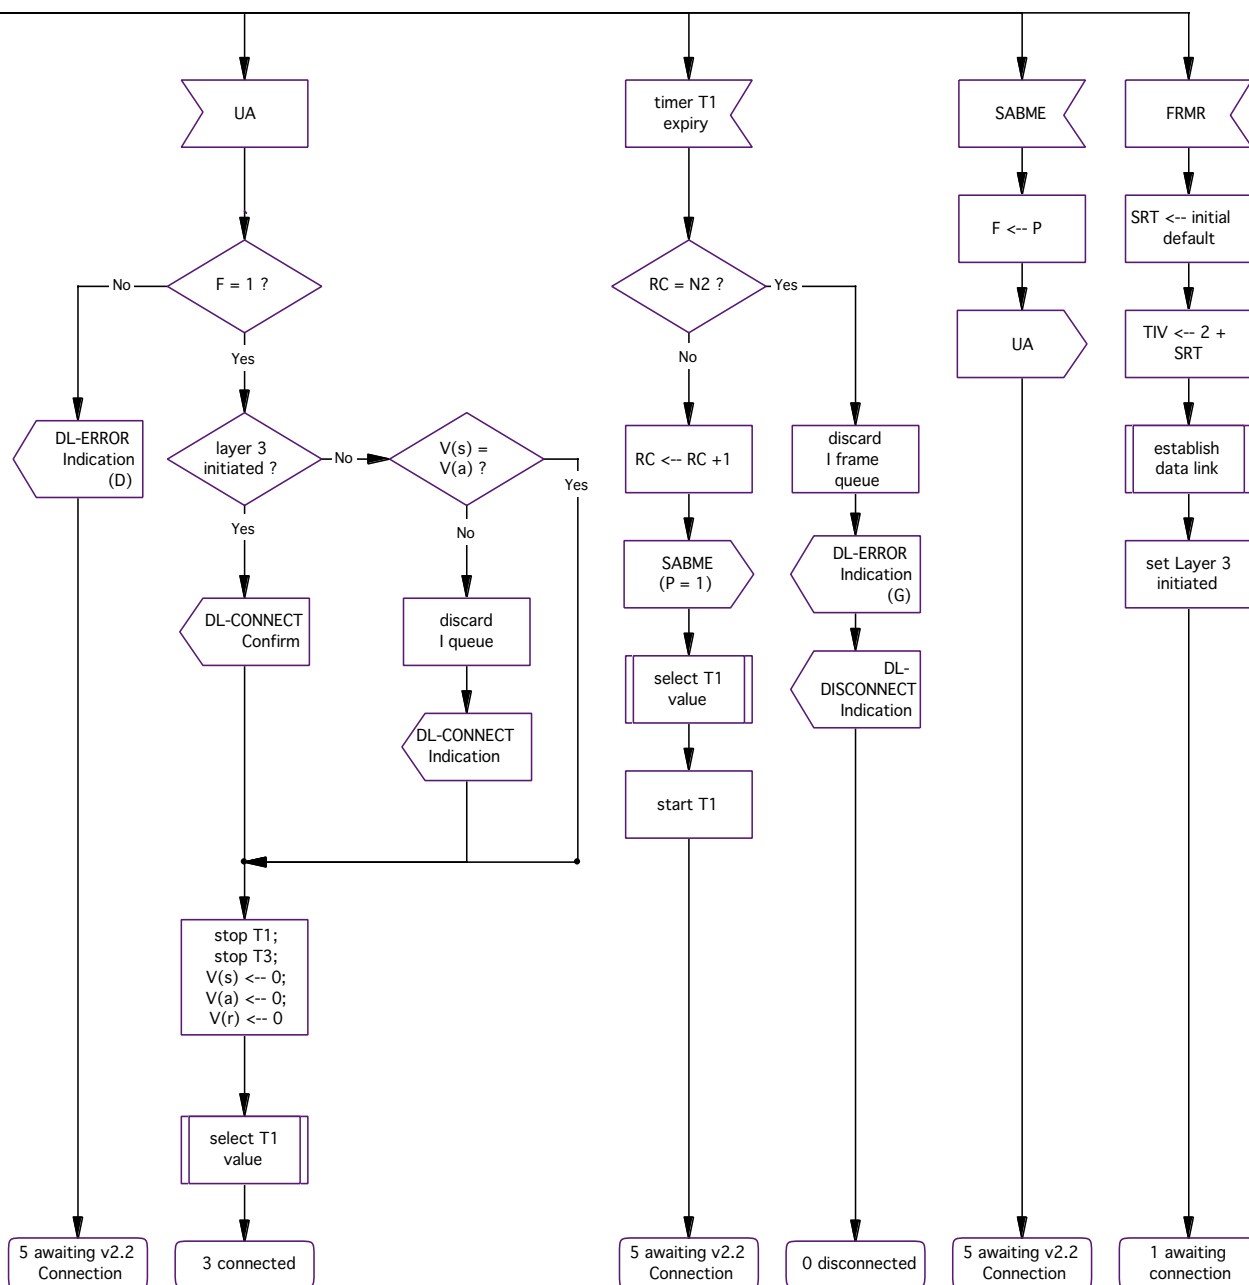 UA
timer T1
expiry
SABME
FRMR
F = 1 ?
No
Yes
RC = N2 ?
Yes
No
F <-- P
SRT <-- initial
default
UA
TIV <-- 2 +
SRT
DL-ERROR
Indication
(D)
layer 3
initiated ?
No
Yes
V(s) =
V(a) ?
Yes
No
RC <-- RC +1
discard
I frame
queue
establish
data link
SABME
(P = 1)
DL-ERROR
Indication
(G)
set Layer 3
initiated
DL-CONNECT
Confirm
discard
I queue
select T1
value
DL-
DISCONNECT
Indication
DL-CONNECT
Indication
start T1
stop T1;
stop T3;
V(s) <-- 0;
V(a) <-- 0;
V(r) <-- 0
select T1
value
5 awaiting v2.2
Connection
3 connected
5 awaiting v2.2
Connection
0 disconnected
5 awaiting v2.2
Connection
1 awaiting
connection